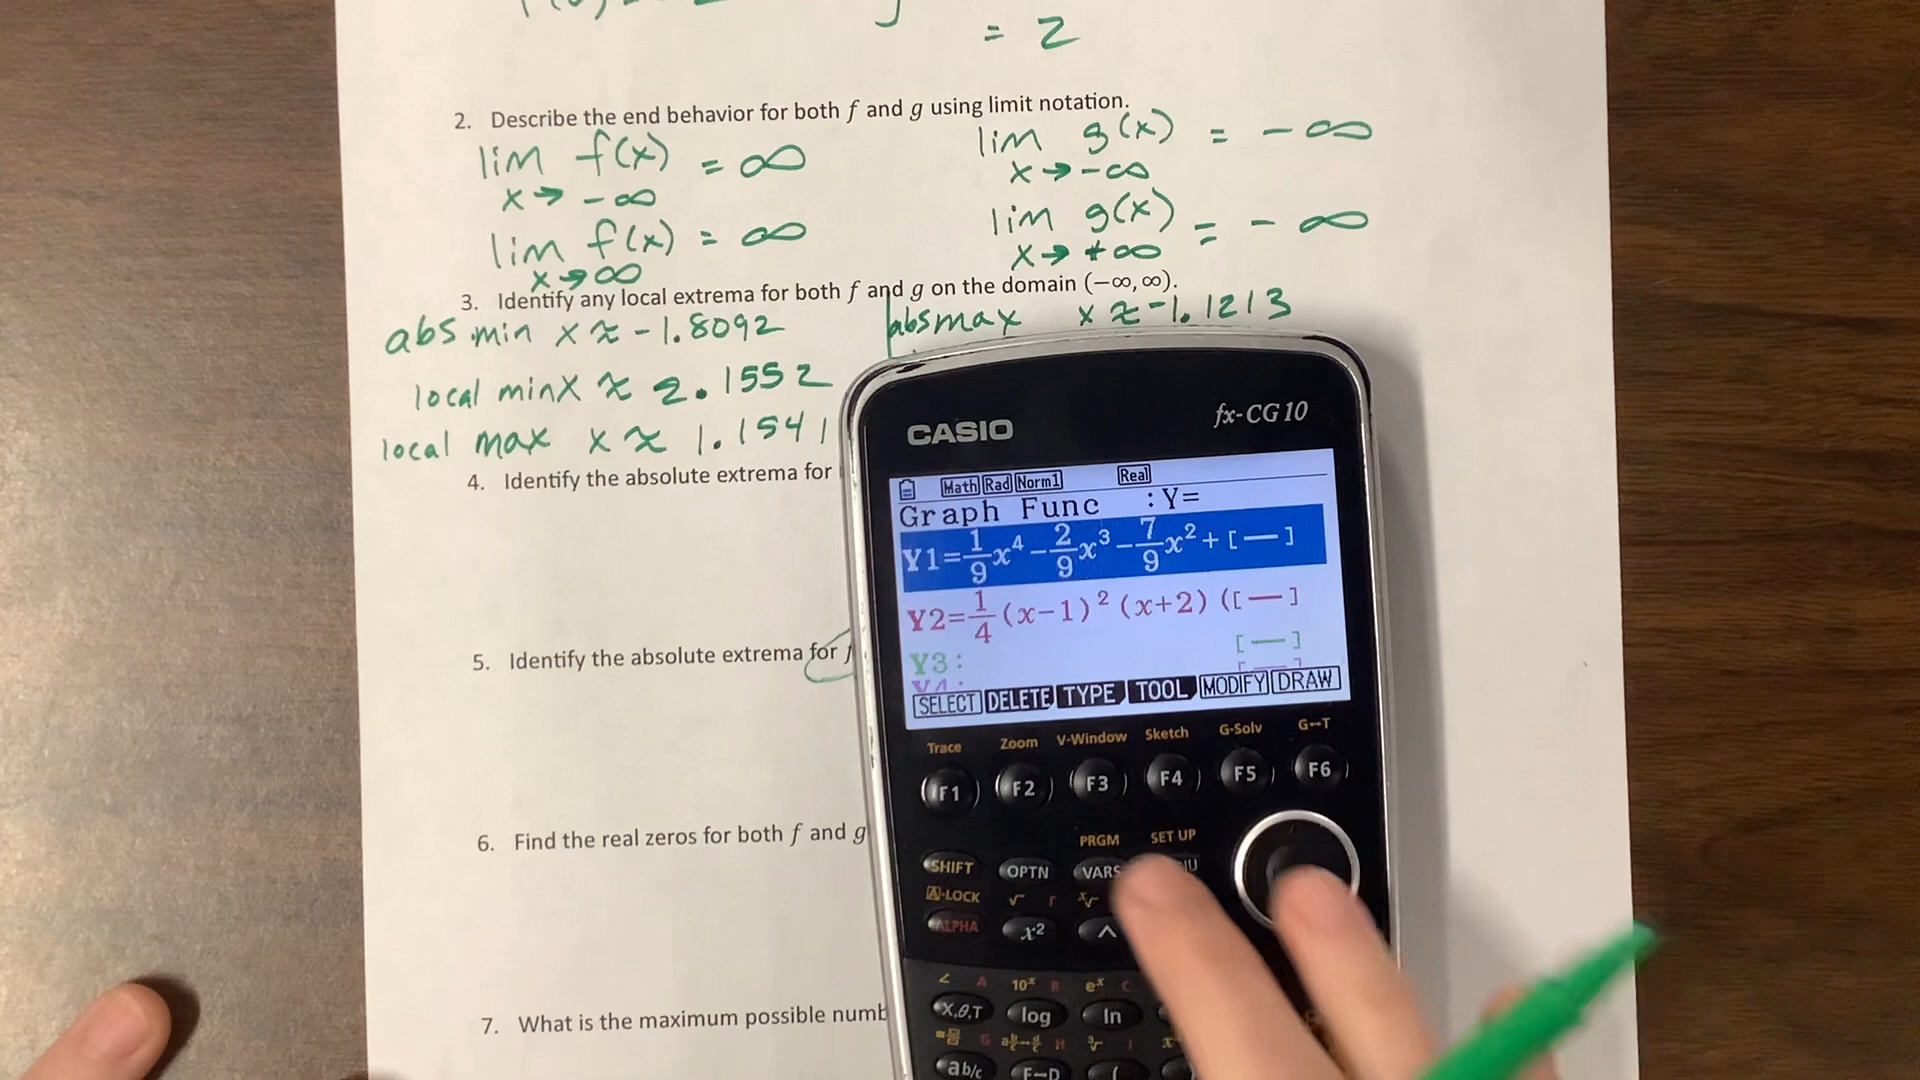 = 2
2. Describe the end behavior for both f and g using limit notation.
lim f(x) = ∞
x → -∞
lim f(x) = ∞
x → ∞
lim g(x) = -∞
x → -∞
lim g(x) = -∞
x → +∞
3. Identify any local extrema for both f and g on the domain (−∞, ∞).
abs min x ≈ -1.8092
local min x ≈ 2.1552
local max x ≈ 1.1541
abs max x ≈ -1.1213
4. Identify the absolute extrema for
5. Identify the absolute extrema for f
6. Find the real zeros for both f and g
7. What is the maximum possible numb
CASIO fx-CG10
Math Rad Norm1 Real
Graph Func :Y=
Y1=1/9x⁴-2/9x³-7/9x²+[—]
Y2=1/4(x-1)²(x+2)([—]
Y3: [—]
Y4: [—]
SELECT DELETE TYPE TOOL MODIFY DRAW
Trace Zoom V-Window Sketch G-Solv G↔T
F1 F2 F3 F4 F5 F6
PRGM SET UP
SHIFT OPTN VARS
A-LOCK √ r
ALPHA x² ^
∠ A 10ˣ B eˣ C
X,θ,T log ln
ab/c F↔D (